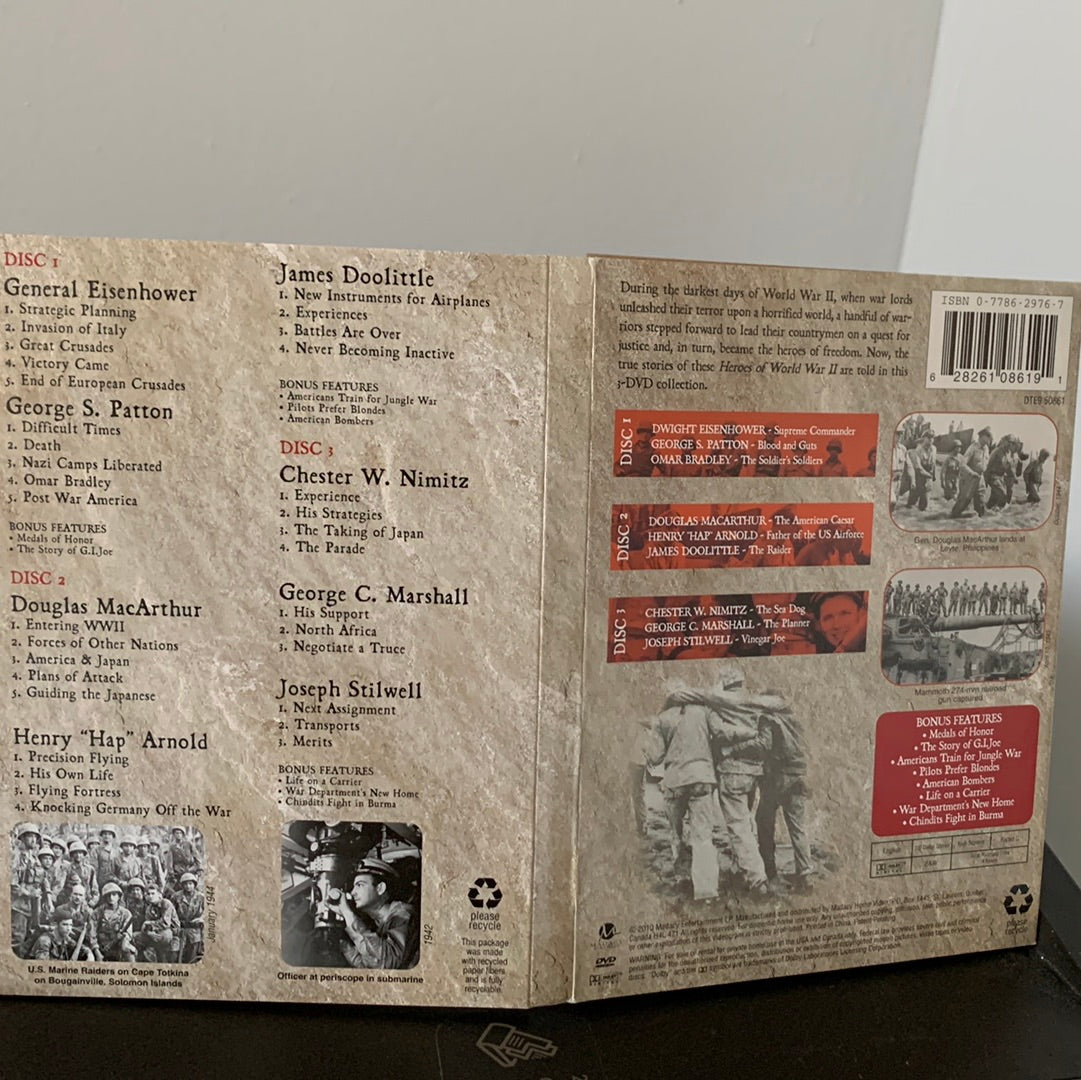 DISC 1
General Eisenhower
1. Strategic Planning
2. Invasion of Italy
3. Great Crusades
4. Victory Came
5. End of European Crusades
George S. Patton
1. Difficult Times
2. Death
3. Nazi Camps Liberated
4. Omar Bradley
5. Post War America
BONUS FEATURES
• Medals of Honor
• The Story of G.I.Joe
DISC 2
Douglas MacArthur
1. Entering WWII
2. Forces of Other Nations
3. America & Japan
4. Plans of Attack
5. Guiding the Japanese
Henry "Hap" Arnold
1. Precision Flying
2. His Own Life
3. Flying Fortress
4. Knocking Germany Off the War
January 1944
U.S. Marine Raiders on Cape Totkina
on Bougainville, Solomon Islands
James Doolittle
1. New Instruments for Airplanes
2. Experiences
3. Battles Are Over
4. Never Becoming Inactive
BONUS FEATURES
• Americans Train for Jungle War
• Pilots Prefer Blondes
• American Bombers
DISC 3
Chester W. Nimitz
1. Experience
2. His Strategies
3. The Taking of Japan
4. The Parade
George C. Marshall
1. His Support
2. North Africa
3. Negotiate a Truce
Joseph Stilwell
1. Next Assignment
2. Transports
3. Merits
BONUS FEATURES
• Life on a Carrier
• War Department's New Home
• Chindits Fight in Burma
1942
Officer at periscope in submarine
please
recycle
This package
was made
with recycled
paper fibers
and is fully
recyclable.
During the darkest days of World War II, when war lords
unleashed their terror upon a horrified world, a handful of war-
riors stepped forward to lead their countrymen on a quest for
justice and, in turn, became the heroes of freedom. Now, the
true stories of these Heroes of World War II are told in this
3-DVD collection.
ISBN 0-7786-2976-7
6 28261 08619 1
DTE9 50861
DISC 1
DWIGHT EISENHOWER - Supreme Commander
GEORGE S. PATTON - Blood and Guts
OMAR BRADLEY - The Soldier's Soldiers
DISC 2
DOUGLAS MACARTHUR - The American Caesar
HENRY "HAP" ARNOLD - Father of the US Airforce
JAMES DOOLITTLE - The Raider
DISC 3
CHESTER W. NIMITZ - The Sea Dog
GEORGE C. MARSHALL - The Planner
JOSEPH STILWELL - Vinegar Joe
Gen. Douglas MacArthur lands at
Leyte, Philippines
Mammoth 274-mm railroad
gun captured
BONUS FEATURES
• Medals of Honor
• The Story of G.I.Joe
• Americans Train for Jungle War
• Pilots Prefer Blondes
• American Bombers
• Life on a Carrier
• War Department's New Home
• Chindits Fight in Burma
English
please
recycle
DVD